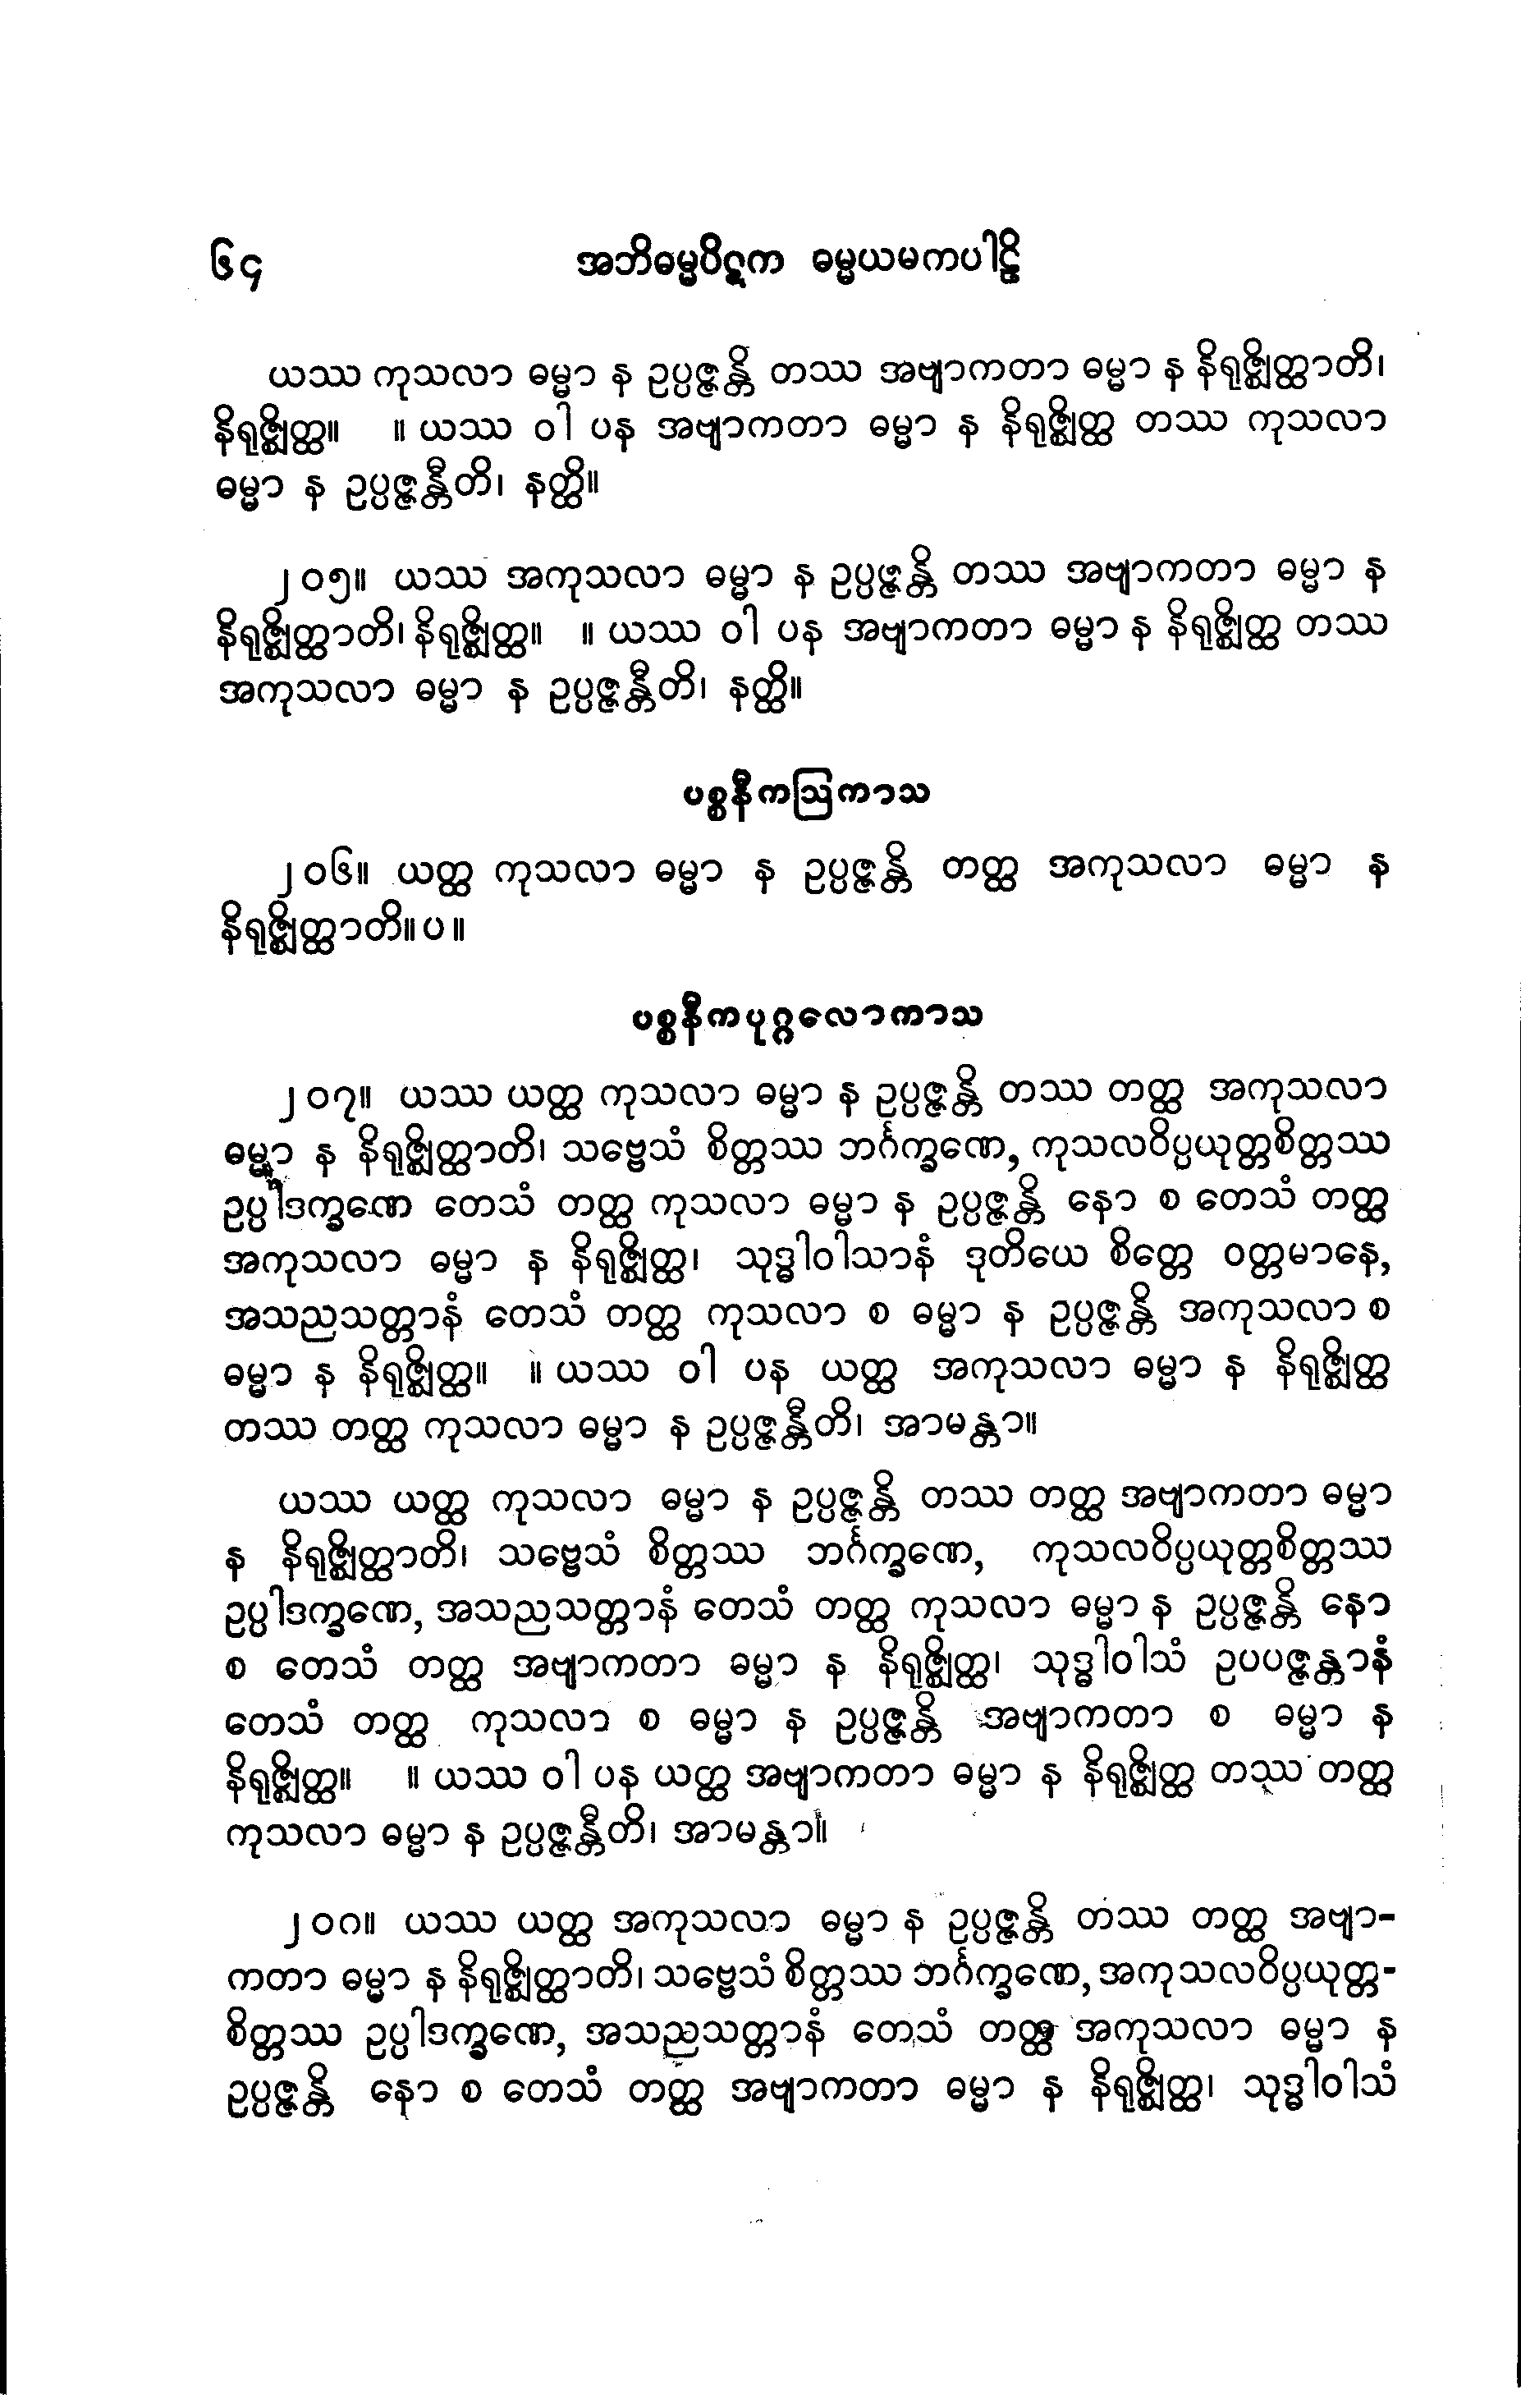 ၆၄ အဘိဓမ္မပိဋက ဓမ္မယမကပါဠိ
ယဿ ကုသလာ ဓမ္မာ န ဥပ္ပဇ္ဇန္တိ တဿ အဗျာကတာ ဓမ္မာ န နိရုဇ္ဈိတ္ထာတိ၊
နိရုဇ္ဈိတ္ထ။ ။ ယဿ ဝါ ပန အဗျာကတာ ဓမ္မာ န နိရုဇ္ဈိတ္ထ တဿ ကုသလာ
ဓမ္မာ န ဥပ္ပဇ္ဇန္တီတိ၊ နတ္ထိ။
၂၀၅။ ယဿ အကုသလာ ဓမ္မာ န ဥပ္ပဇ္ဇန္တိ တဿ အဗျာကတာ ဓမ္မာ န
နိရုဇ္ဈိတ္ထာတိ၊ နိရုဇ္ဈိတ္ထ။ ။ ယဿ ဝါ ပန အဗျာကတာ ဓမ္မာ န နိရုဇ္ဈိတ္ထ တဿ
အကုသလာ ဓမ္မာ န ဥပ္ပဇ္ဇန္တီတိ၊ နတ္ထိ။
ပစ္စနီကဩကာသ
၂၀၆။ ယတ္ထ ကုသလာ ဓမ္မာ န ဥပ္ပဇ္ဇန္တိ တတ္ထ အကုသလာ ဓမ္မာ န
နိရုဇ္ဈိတ္ထာတိ။ပ။
ပစ္စနီကပုဂ္ဂလောကာသ
၂၀၇။ ယဿ ယတ္ထ ကုသလာ ဓမ္မာ န ဥပ္ပဇ္ဇန္တိ တဿ တတ္ထ အကုသလာ
ဓမ္မာ န နိရုဇ္ဈိတ္ထာတိ၊ သဗ္ဗေသံ စိတ္တဿ ဘင်္ဂက္ခဏေ, ကုသလဝိပ္ပယုတ္တစိတ္တဿ
ဥပ္ပါဒက္ခဏေ တေသံ တတ္ထ ကုသလာ ဓမ္မာ န ဥပ္ပဇ္ဇန္တိ နော စ တေသံ တတ္ထ
အကုသလာ ဓမ္မာ န နိရုဇ္ဈိတ္ထ၊ သုဒ္ဓါဝါသာနံ ဒုတိယေ စိတ္တေ ဝတ္တမာနေ,
အသညသတ္တာနံ တေသံ တတ္ထ ကုသလာ စ ဓမ္မာ န ဥပ္ပဇ္ဇန္တိ အကုသလာ စ
ဓမ္မာ န နိရုဇ္ဈိတ္ထ။ ။ ယဿ ဝါ ပန ယတ္ထ အကုသလာ ဓမ္မာ န နိရုဇ္ဈိတ္ထ
တဿ တတ္ထ ကုသလာ ဓမ္မာ န ဥပ္ပဇ္ဇန္တီတိ၊ အာမန္တာ။
ယဿ ယတ္ထ ကုသလာ ဓမ္မာ န ဥပ္ပဇ္ဇန္တိ တဿ တတ္ထ အဗျာကတာ ဓမ္မာ
န နိရုဇ္ဈိတ္ထာတိ၊ သဗ္ဗေသံ စိတ္တဿ ဘင်္ဂက္ခဏေ, ကုသလဝိပ္ပယုတ္တစိတ္တဿ
ဥပ္ပါဒက္ခဏေ, အသညသတ္တာနံ တေသံ တတ္ထ ကုသလာ ဓမ္မာ န ဥပ္ပဇ္ဇန္တိ နော
စ တေသံ တတ္ထ အဗျာကတာ ဓမ္မာ န နိရုဇ္ဈိတ္ထ၊ သုဒ္ဓါဝါသံ ဥပပဇ္ဇန္တာနံ
တေသံ တတ္ထ ကုသလာ စ ဓမ္မာ န ဥပ္ပဇ္ဇန္တိ အဗျာကတာ စ ဓမ္မာ န
နိရုဇ္ဈိတ္ထ။ ။ ယဿ ဝါ ပန ယတ္ထ အဗျာကတာ ဓမ္မာ န နိရုဇ္ဈိတ္ထ တဿ တတ္ထ
ကုသလာ ဓမ္မာ န ဥပ္ပဇ္ဇန္တီတိ၊ အာမန္တာ။
၂၀၈။ ယဿ ယတ္ထ အကုသလာ ဓမ္မာ န ဥပ္ပဇ္ဇန္တိ တဿ တတ္ထ အဗျာ-
ကတာ ဓမ္မာ န နိရုဇ္ဈိတ္ထာတိ၊ သဗ္ဗေသံ စိတ္တဿ ဘင်္ဂက္ခဏေ, အကုသလဝိပ္ပယုတ္တ-
စိတ္တဿ ဥပ္ပါဒက္ခဏေ, အသညသတ္တာနံ တေသံ တတ္ထ အကုသလာ ဓမ္မာ န
ဥပ္ပဇ္ဇန္တိ နော စ တေသံ တတ္ထ အဗျာကတာ ဓမ္မာ န နိရုဇ္ဈိတ္ထ၊ သုဒ္ဓါဝါသံ